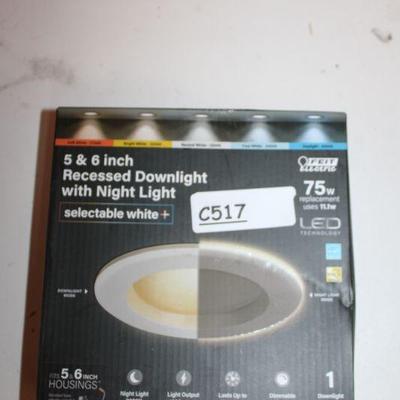 5 & 6 inch
Recessed Downlight
with Night Light
selectable white+
C517
FEIT
electric
75W
replacement
uses 11.1w
LED
TECHNOLOGY
DOWNLIGHT
MODE
NIGHT LIGHT
MODE
FITS 5&6 INCH
HOUSINGS
Night Light
Light Output
Lasts Up to
Dimmable
1
Downlight